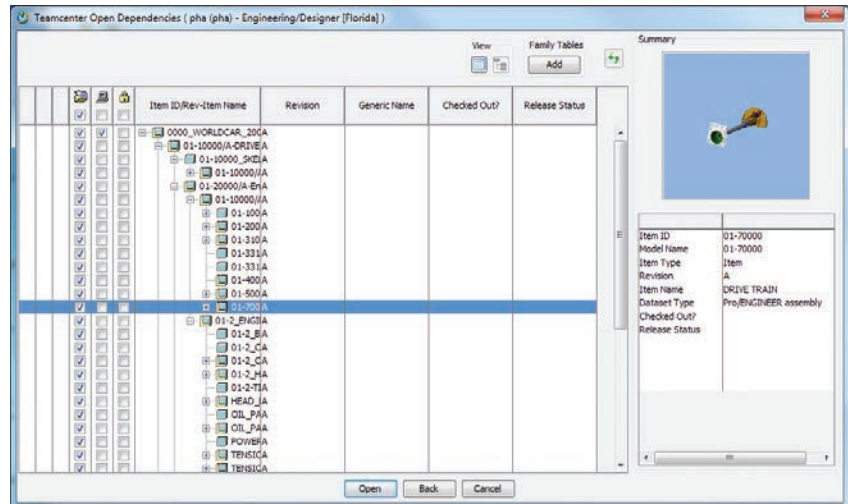 Teamcenter Open Dependencies ( pha (pha) - Engineering/Designer [Florida] )
View
Family Tables
Add
Summary
Item ID/Rev-Item Name Revision Generic Name Checked Out? Release Status
0000_WORLDCAR_200A
01-10000/A-DRIVEA
01-10000_SKELA
01-10000//A
01-20000/A-EnA
01-10000//A
01-100A
01-200A
01-310A
01-331A
01-331A
01-400A
01-500A
01-700A
01-2_ENGIA
01-2_BA
01-2_CA
01-2_CA
01-2_HA
01-2-TIA
HEAD_A
OIL_PAA
OIL_PAA
POWERA
TENSICA
TENSICA
Item ID 01-70000
Model Name 01-70000
Item Type Item
Revision A
Item Name DRIVE TRAIN
Dataset Type Pro/ENGINEER assembly
Checked Out?
Release Status
Open Back Cancel